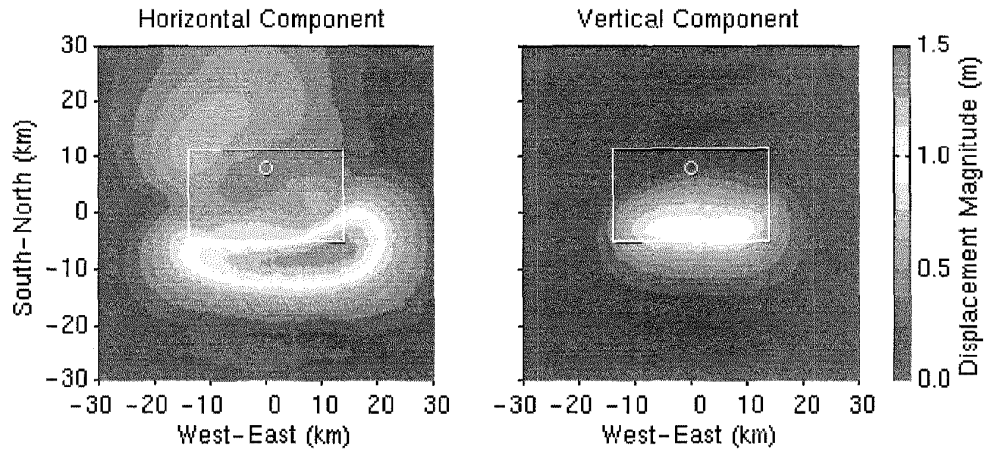 Horizontal Component
Vertical Component
30
20
10
0
-10
-20
-30
South-North (km)
-30 -20 -10 0 10 20 30
West-East (km)
-30 -20 -10 0 10 20 30
West-East (km)
1.5
1.0
0.5
0.0
Displacement Magnitude (m)